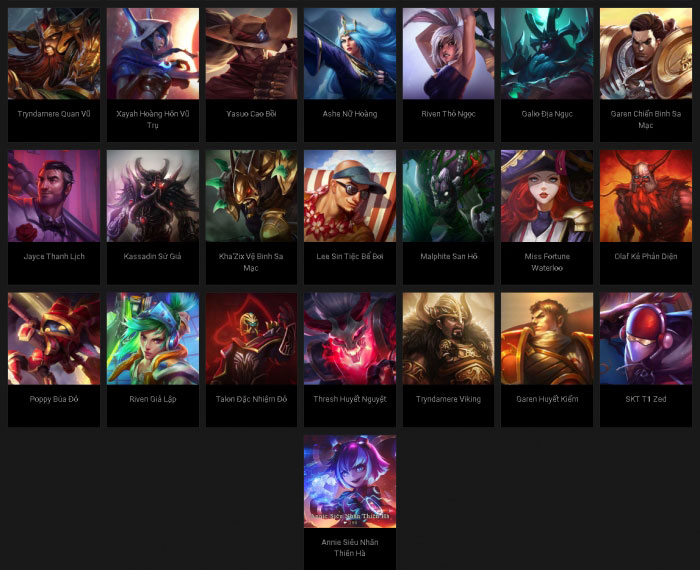 Tryndamere Quan Vũ
Xayah Hoàng Hôn Vũ
Trụ
Yasuo Cao Bồi
Ashe Nữ Hoàng
Riven Thỏ Ngọc
Galio Địa Ngục
Garen Chiến Binh Sa
Mạc
Jayce Thanh Lịch
Kassadin Sứ Giả
Kha'Zix Vệ Binh Sa
Mạc
Lee Sin Tiệc Bể Bơi
Malphite San Hô
Miss Fortune
Waterloo
Olaf Kẻ Phản Diện
Poppy Búa Đỏ
Riven Giả Lập
Talon Đặc Nhiệm Đỏ
Thresh Huyết Nguyệt
Tryndamere Viking
Garen Huyết Kiếm
SKT T1 Zed
Annie Siêu Nhân Thiên Hà
Annie Siêu Nhân
Thiên Hà